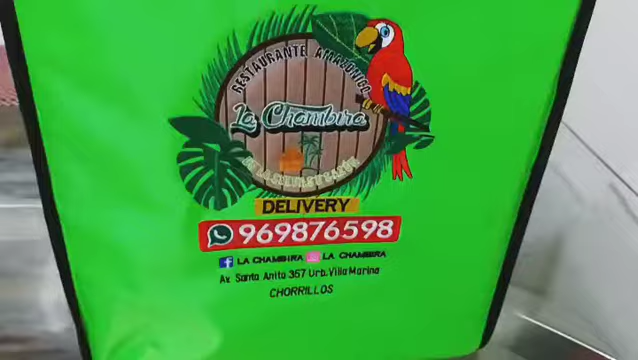 RESTAURANTE AMAZONICO
La Chambira
DELIVERY
969876598
LA CHAMBIRA LA CHAMBIRA
Av. Santa Anita 357 Urb. Villa Marina
CHORRILLOS